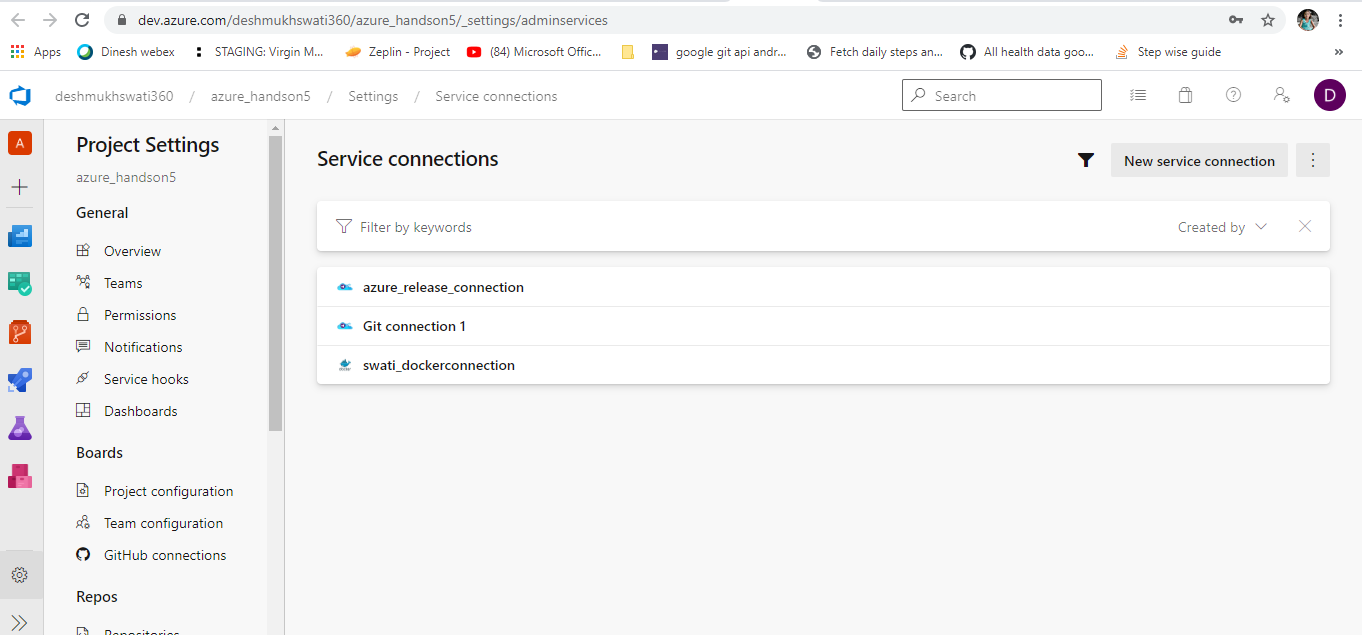 dev.azure.com/deshmukhswati360/azure_handson5/_settings/adminservices
Apps Dinesh webex STAGING: Virgin M... Zeplin - Project (84) Microsoft Offic... google git api andr... Fetch daily steps an... All health data goo... Step wise guide »
deshmukhswati360 / azure_handson5 / Settings / Service connections Search D
A
Project Settings
azure_handson5
General
Overview
Teams
Permissions
Notifications
Service hooks
Dashboards
Boards
Project configuration
Team configuration
GitHub connections
Repos
Repositories
Service connections
New service connection
Filter by keywords Created by
azure_release_connection
Git connection 1
swati_dockerconnection